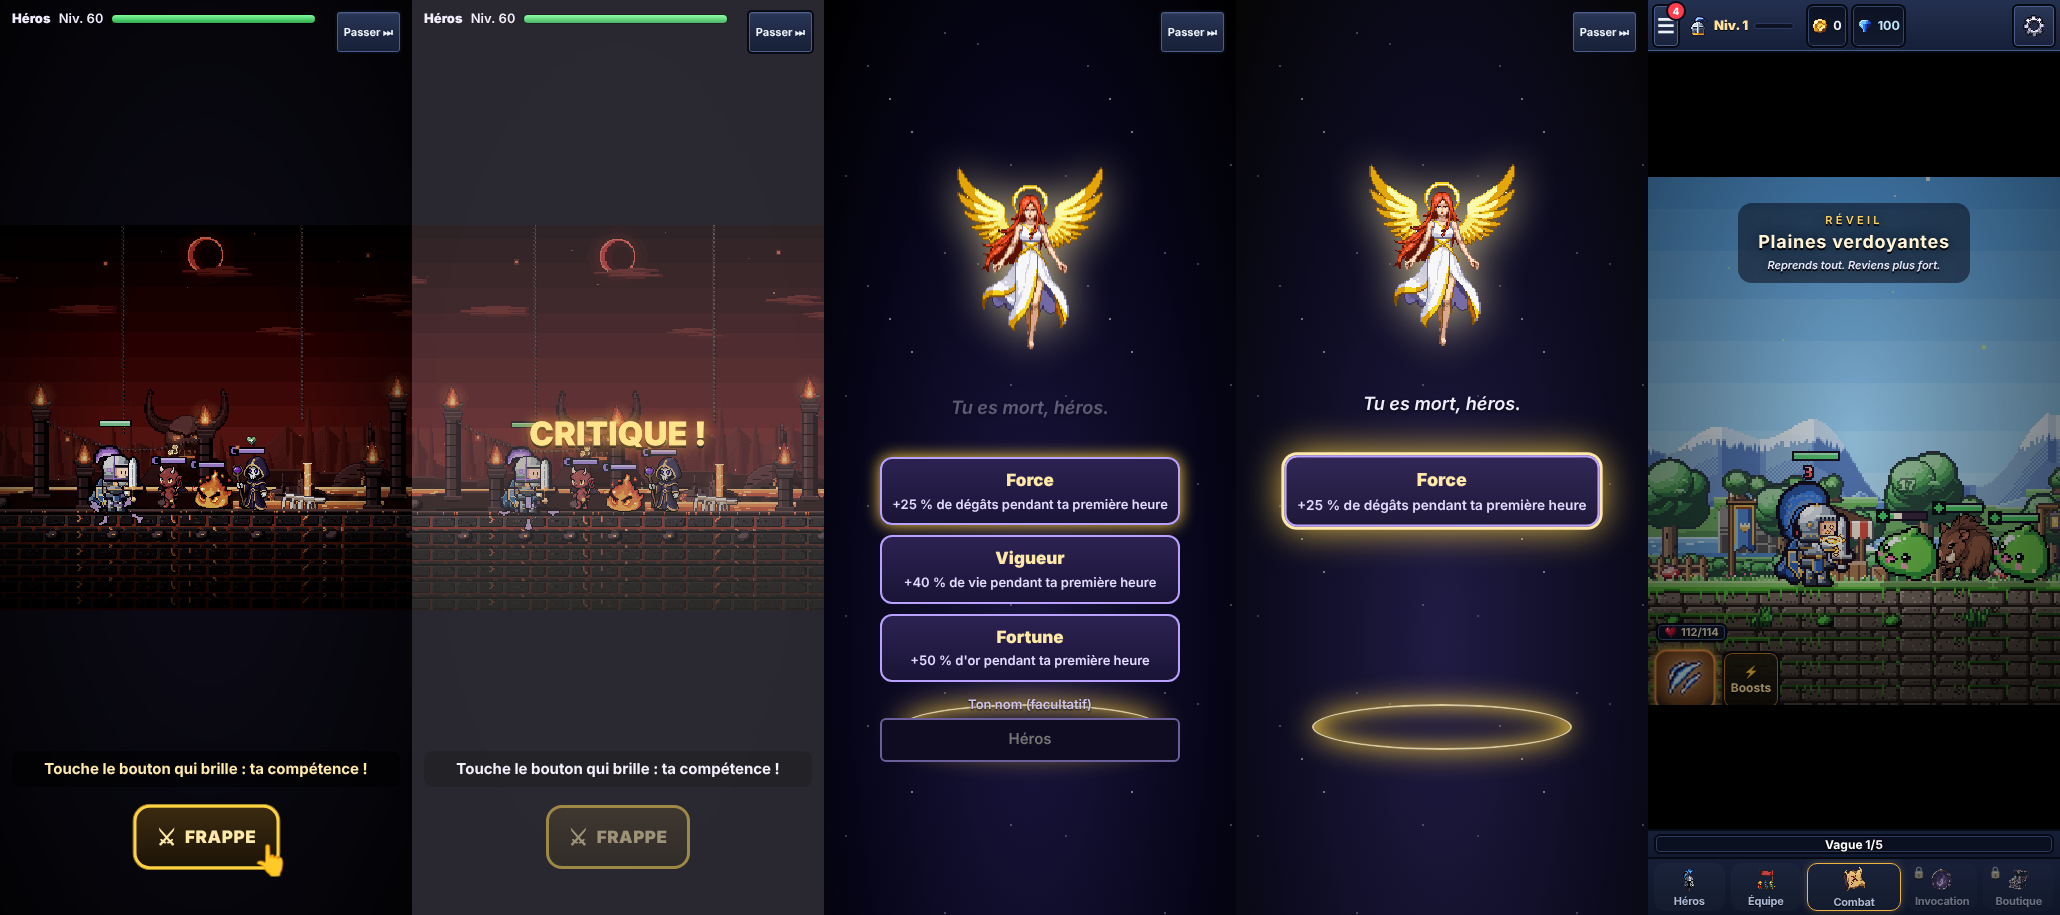 Héros Niv. 60
Passer
Touche le bouton qui brille : ta compétence !
FRAPPE
Héros Niv. 60
Passer
CRITIQUE !
Touche le bouton qui brille : ta compétence !
FRAPPE
Passer
Tu es mort, héros.
Force
+25 % de dégâts pendant ta première heure
Vigueur
+40 % de vie pendant ta première heure
Fortune
+50 % d'or pendant ta première heure
Ton nom (facultatif)
Héros
Passer
Tu es mort, héros.
Force
+25 % de dégâts pendant ta première heure
4
Niv. 1
0
100
RÉVEIL
Plaines verdoyantes
Reprends tout. Reviens plus fort.
3
17
112/114
Boosts
Vague 1/5
Héros
Équipe
Combat
Invocation
Boutique